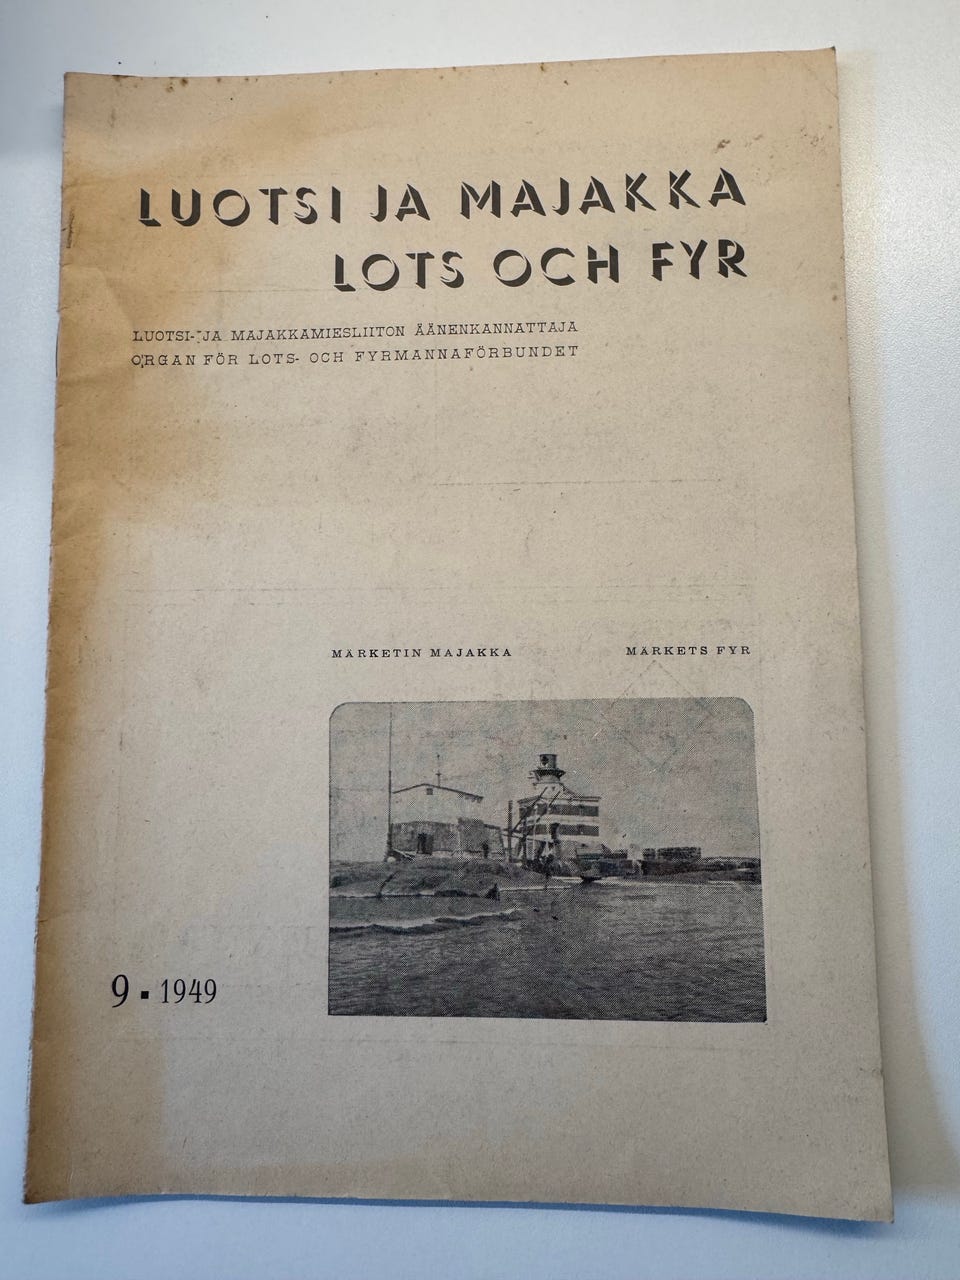 LUOTSI JA MAJAKKA
LOTS OCH FYR
LUOTSI- JA MAJAKKAMIESLIITON ÄÄNENKANNATTAJA
ORGAN FÖR LOTS- OCH FYRMANNAFÖRBUNDET
MÄRKETIN MAJAKKA MÄRKETS FYR
9 ▪ 1949